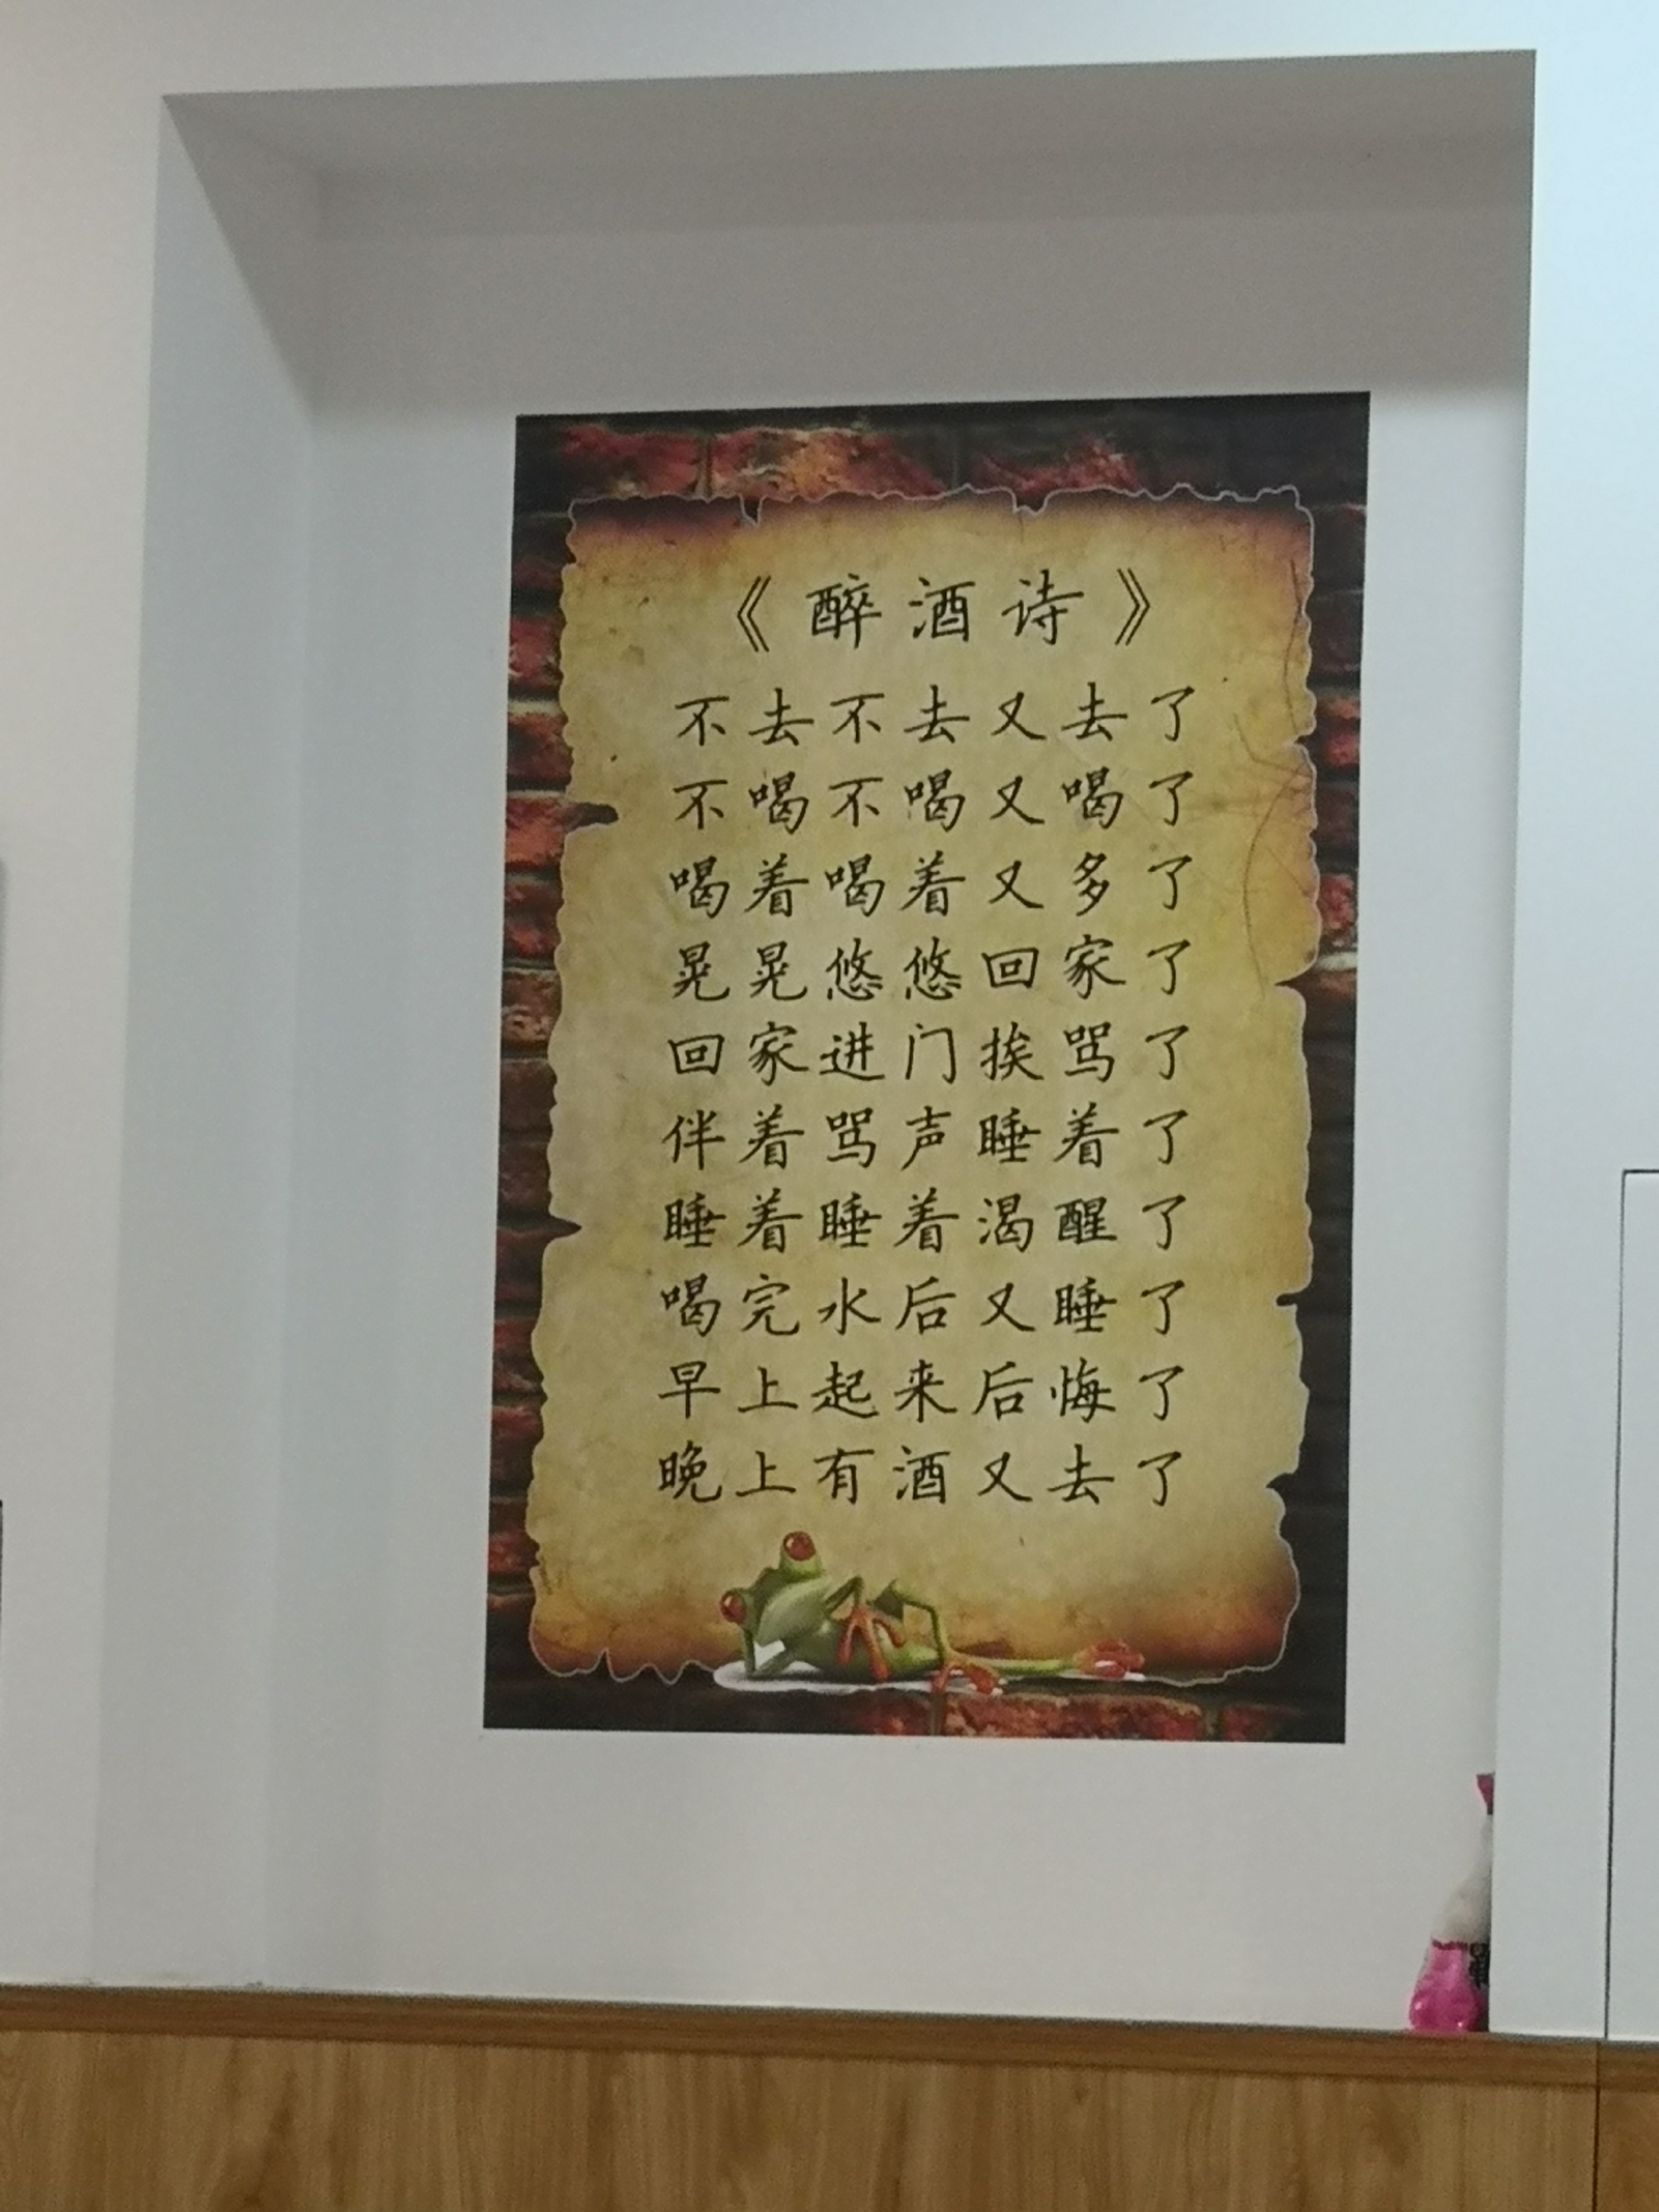 《醉酒诗》
不去不去又去了
不喝不喝又喝了
喝着喝着又多了
晃晃悠悠回家了
回家进门挨骂了
伴着骂声睡着了
睡着睡着渴醒了
喝完水后又睡了
早上起来后悔了
晚上有酒又去了